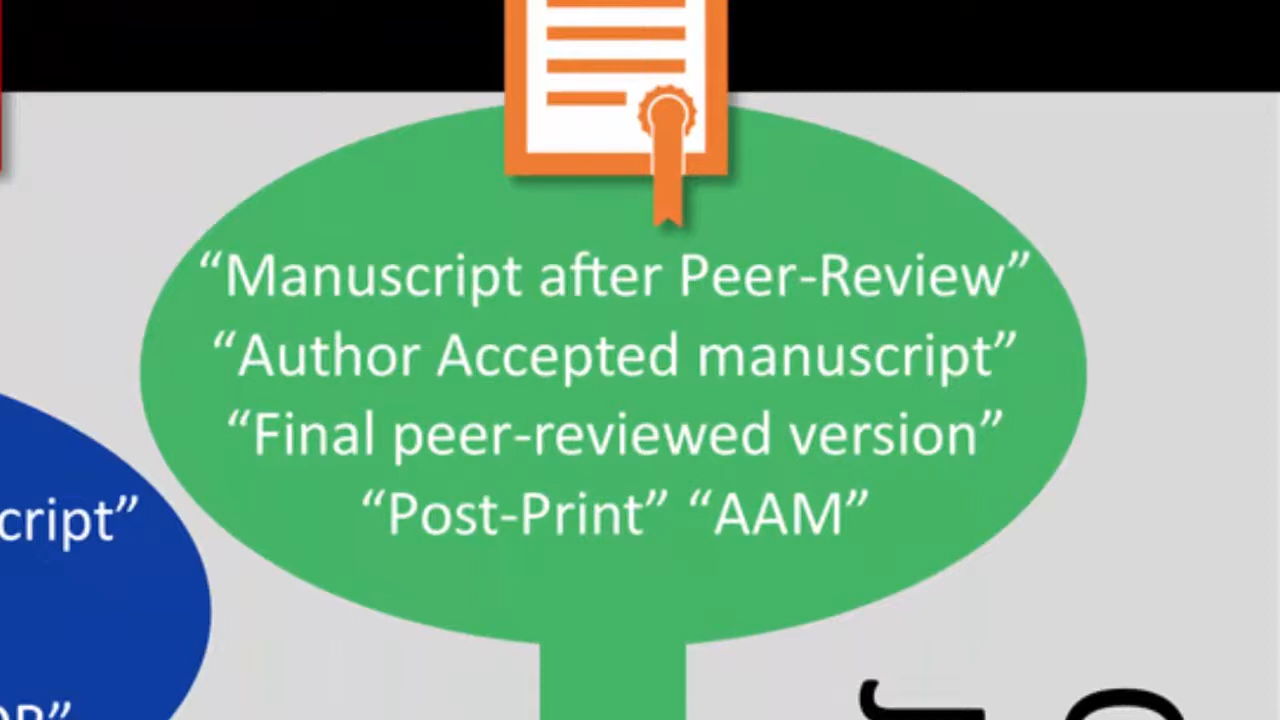 “Manuscript after Peer-Review”
“Author Accepted manuscript”
“Final peer-reviewed version”
“Post-Print” “AAM”
cript”